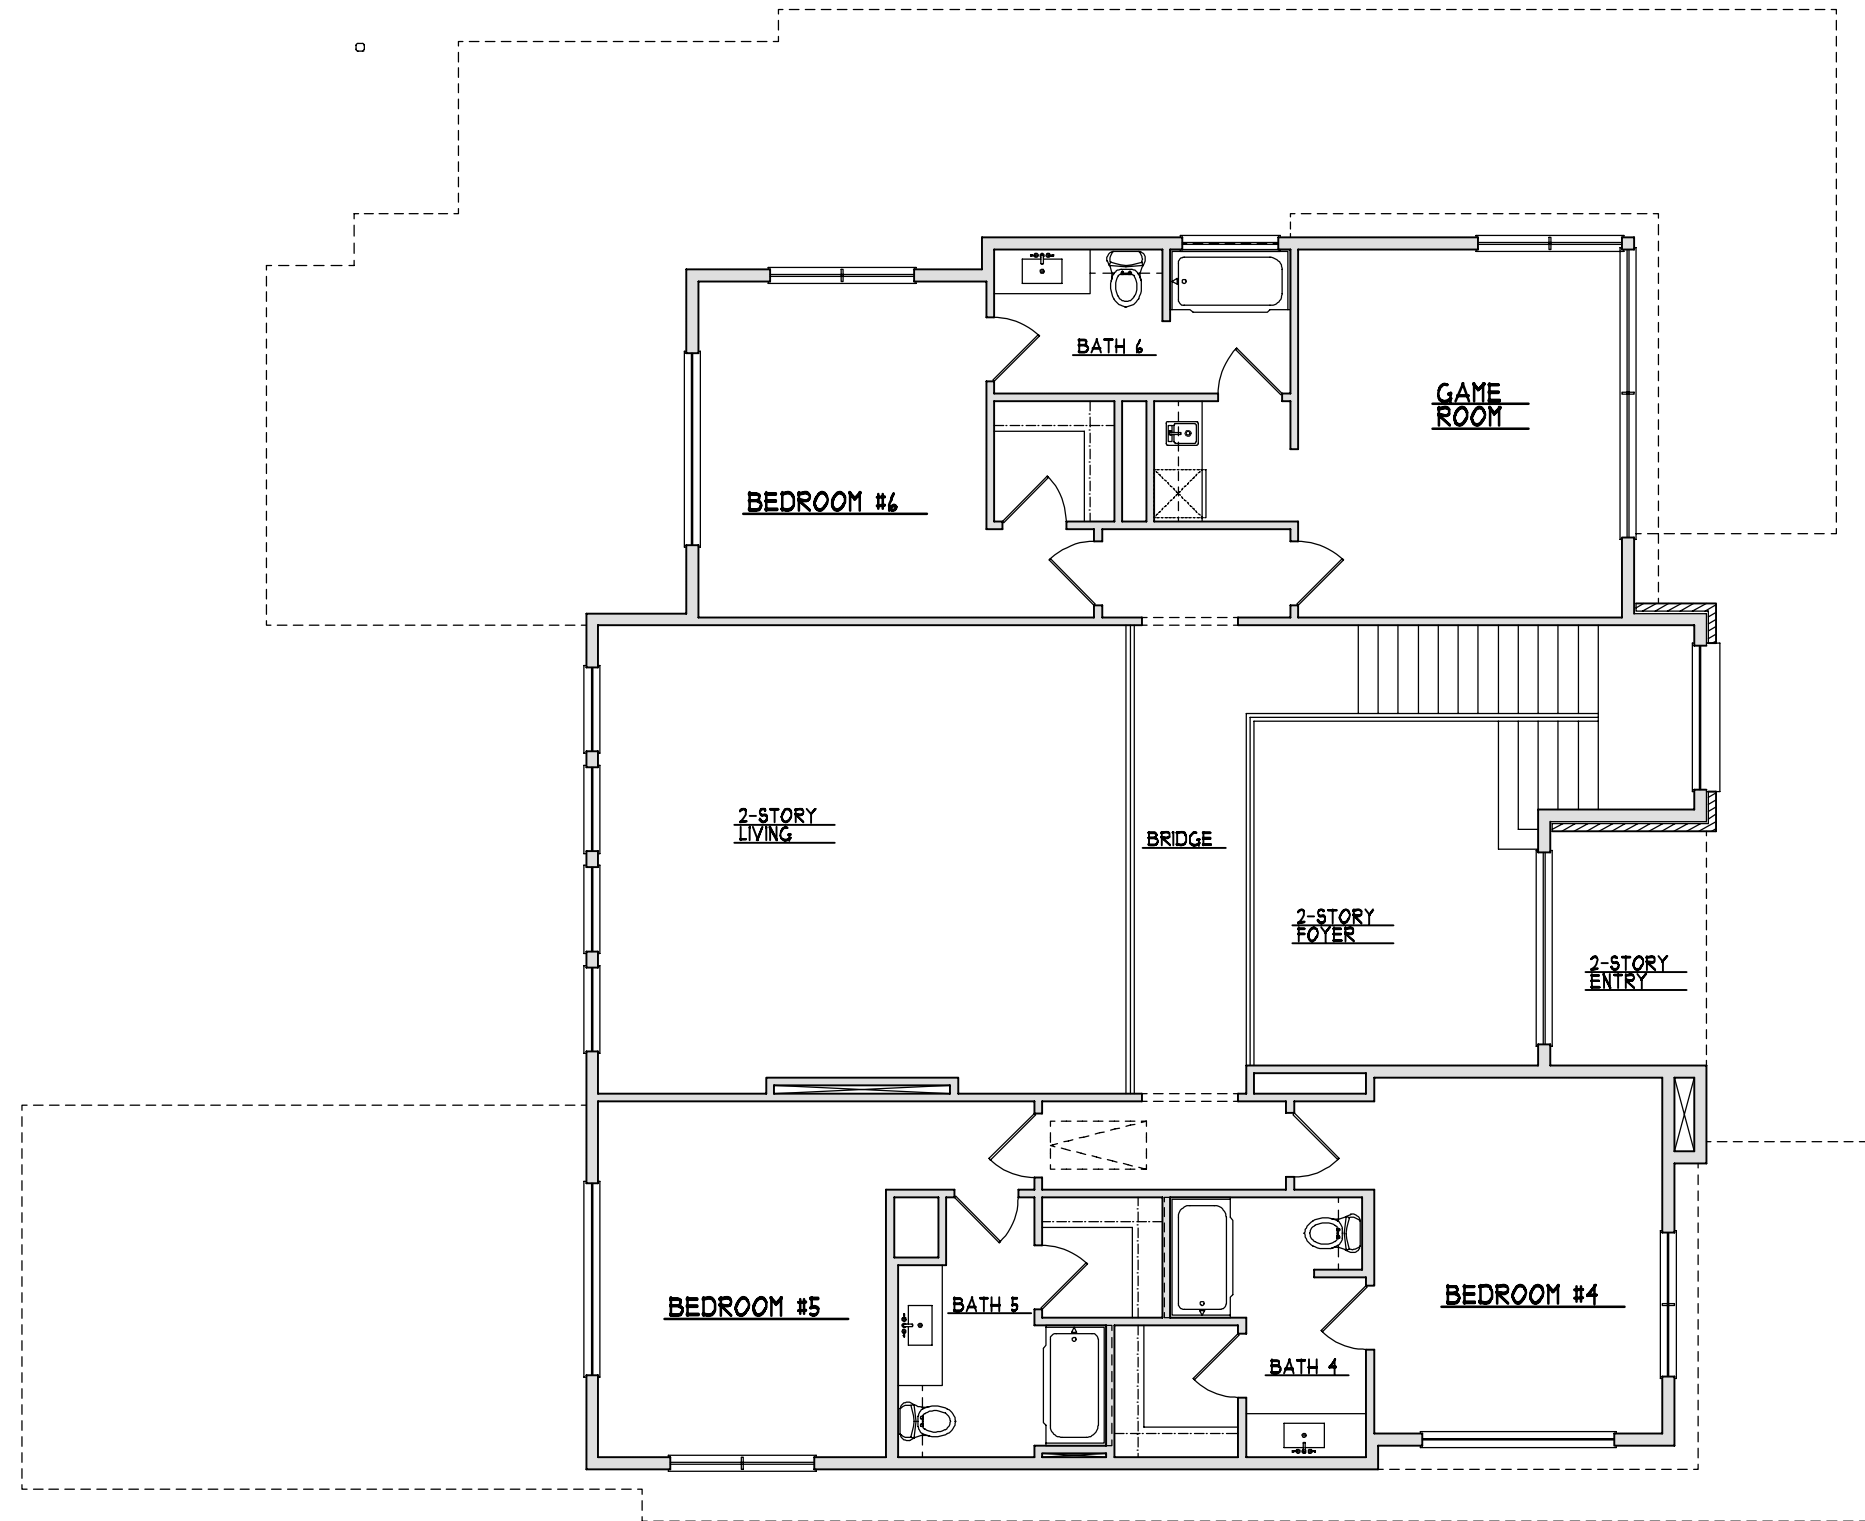 BATH 6
GAME
ROOM
BEDROOM #6
2-STORY
LIVING
BRIDGE
2-STORY
FOYER
2-STORY
ENTRY
BEDROOM #5
BATH 5
BEDROOM #4
BATH 4